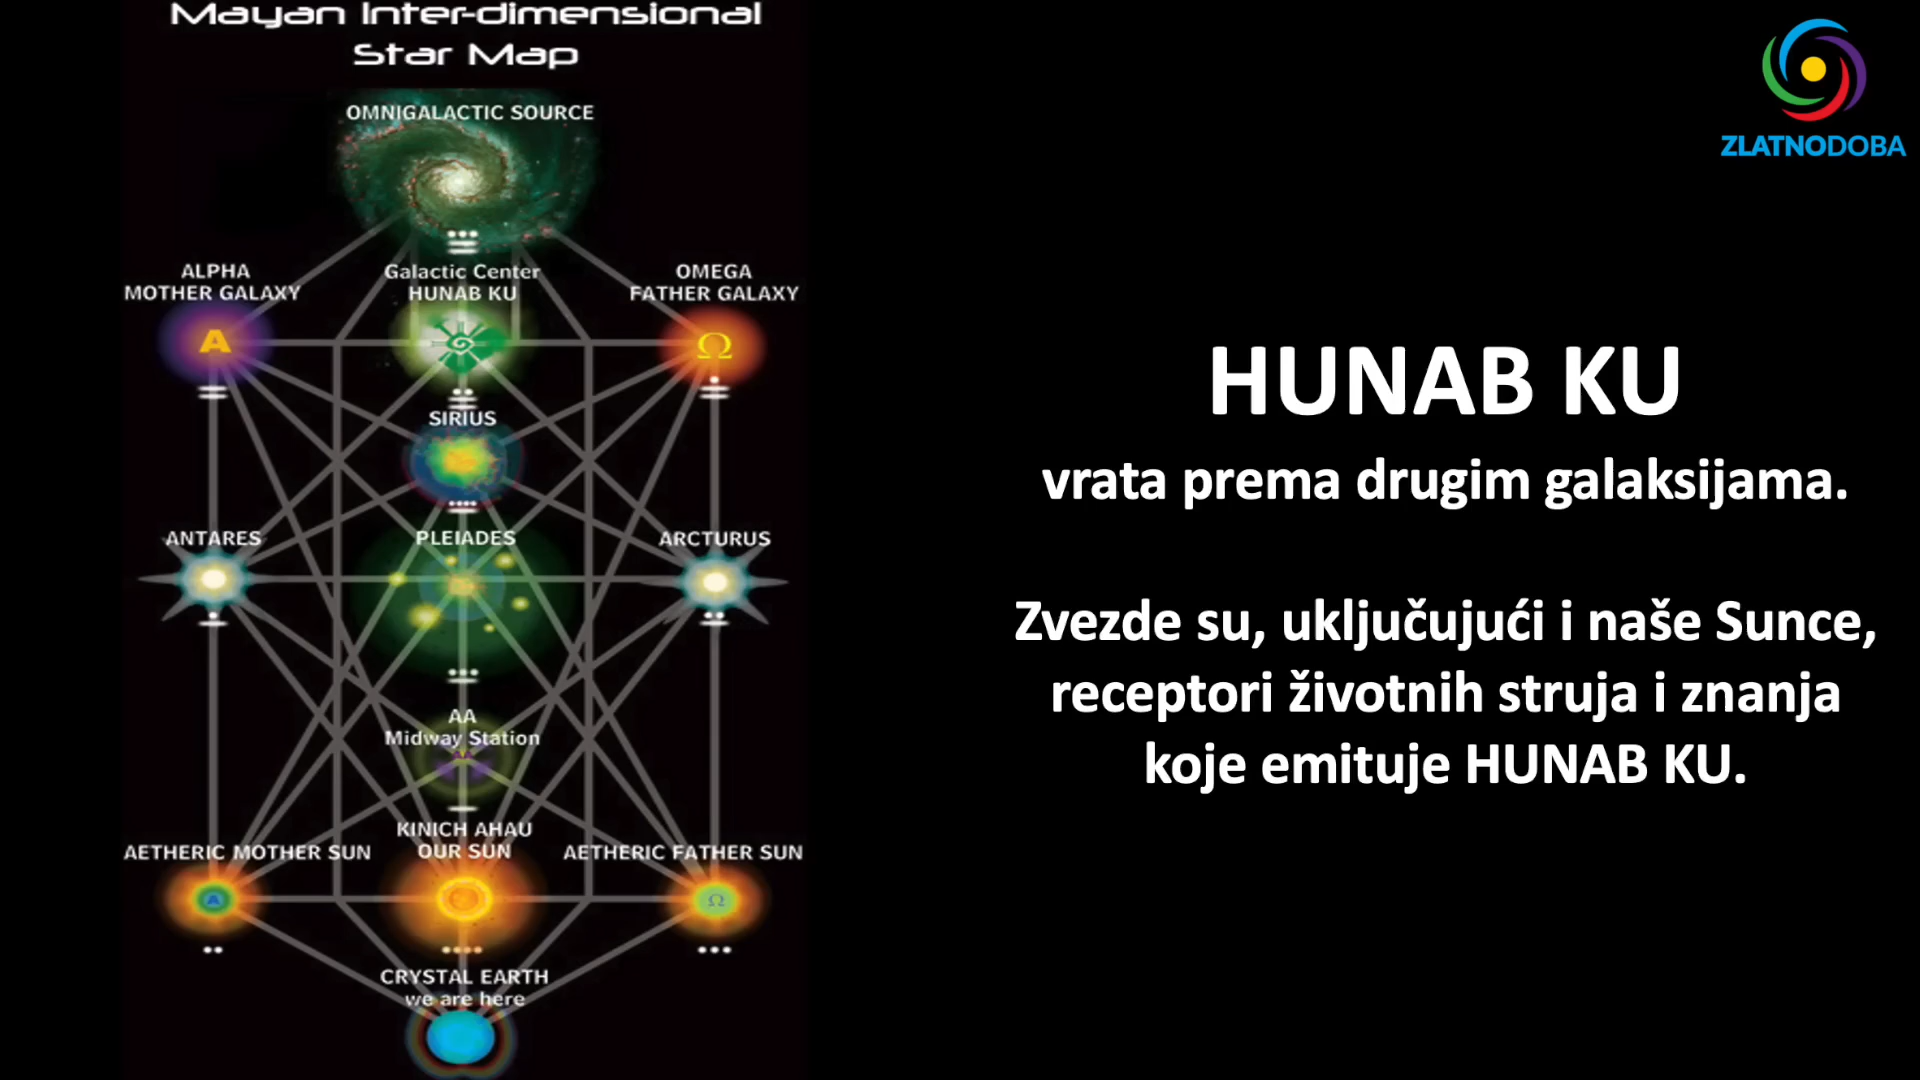 Mayan Inter-dimensional
Star Map
OMNIGALACTIC SOURCE
ALPHA
MOTHER GALAXY
A
Galactic Center
HUNAB KU
OMEGA
FATHER GALAXY
Ω
SIRIUS
ANTARES
PLEIADES
ARCTURUS
AA
Midway Station
AETHERIC MOTHER SUN
A
KINICH AHAU
OUR SUN
AETHERIC FATHER SUN
Ω
CRYSTAL EARTH
we are here
ZLATNODOBA
HUNAB KU
vrata prema drugim galaksijama.
Zvezde su, uključujući i naše Sunce,
receptori životnih struja i znanja
koje emituje HUNAB KU.